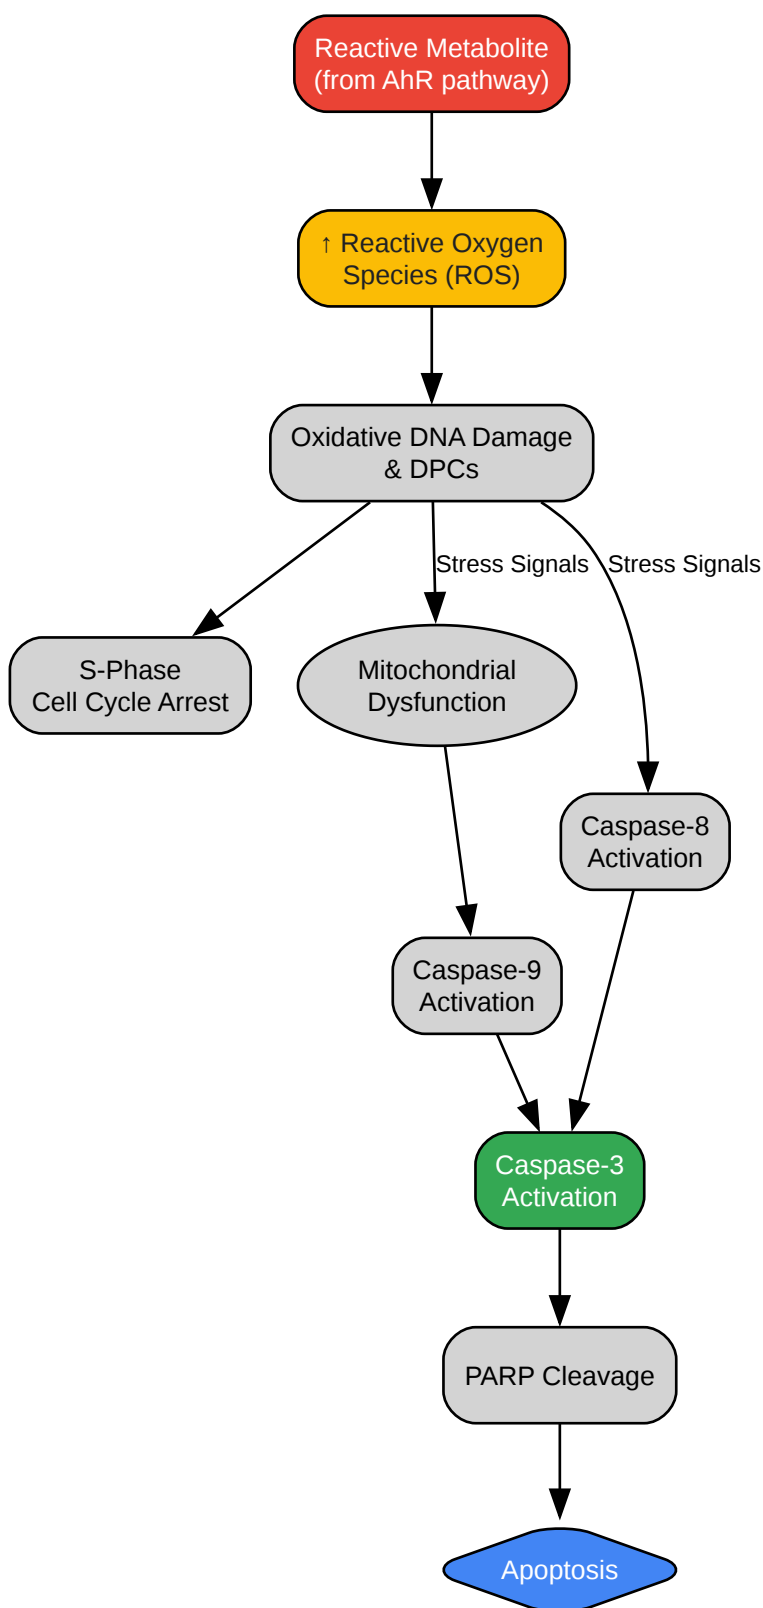 Reactive Metabolite
(from AhR pathway)
↑ Reactive Oxygen
Species (ROS)
Oxidative DNA Damage
& DPCs
Stress Signals
Stress Signals
S-Phase
Cell Cycle Arrest
Mitochondrial
Dysfunction
Caspase-8
Activation
Caspase-9
Activation
Caspase-3
Activation
PARP Cleavage
Apoptosis